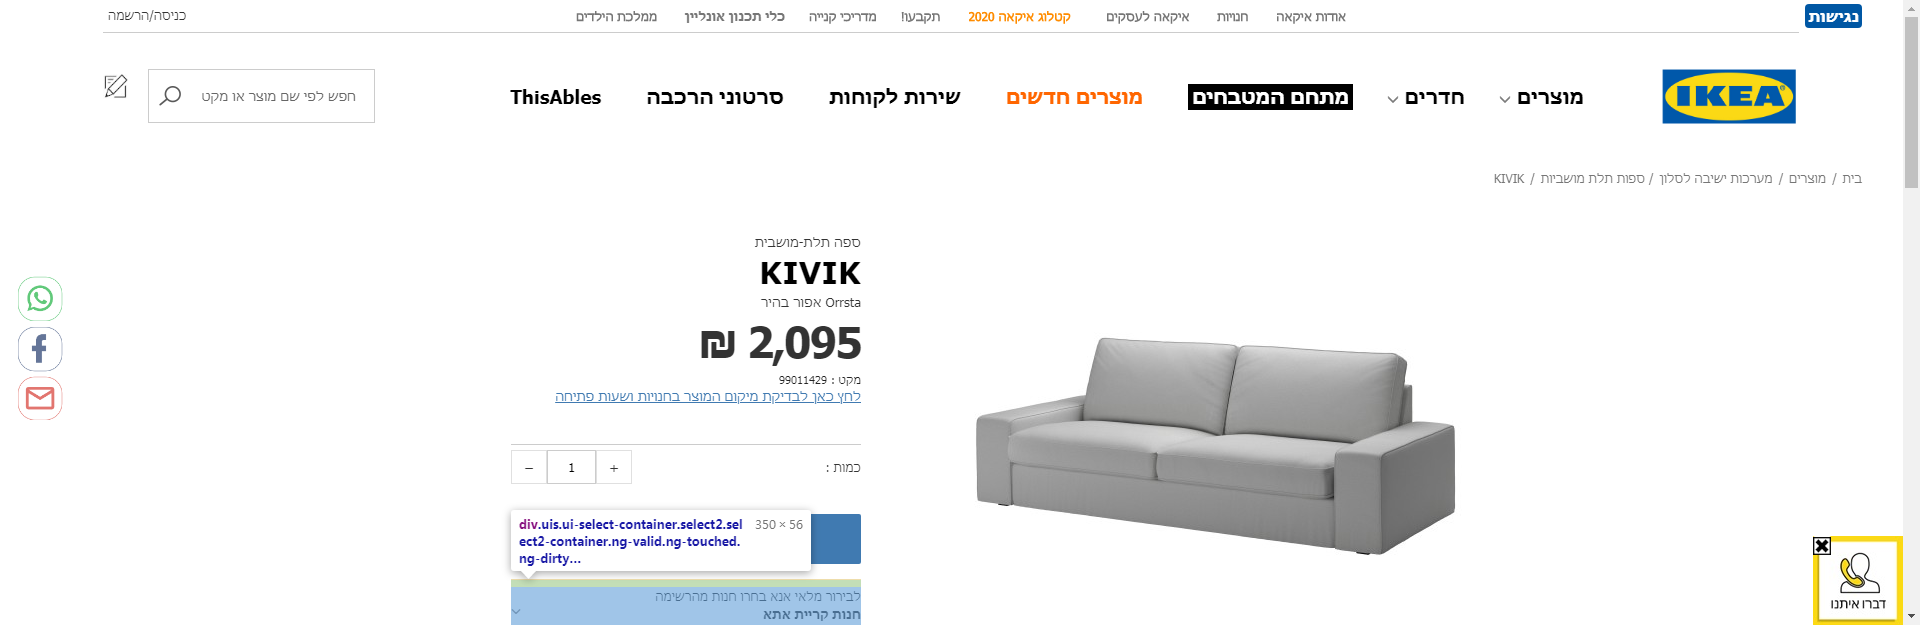 נגישות
אודות איקאה
חנויות
איקאה לעסקים
קטלוג איקאה 2020
תקבעו!
מדריכי קנייה
כלי תכנון אונליין
ממלכת הילדים
כניסה/הרשמה
IKEA®
מוצרים
חדרים
מתחם המטבחים
מוצרים חדשים
שירות לקוחות
סרטוני הרכבה
ThisAbles
חפש לפי שם מוצר או מקט
בית / מוצרים / מערכות ישיבה לסלון / ספות תלת מושביות / KIVIK
ספה תלת-מושבית
KIVIK
Orrsta אפור בהיר
2,095 ₪
מקט : 99011429
לחץ כאן לבדיקת מיקום המוצר בחנויות ושעות פתיחה
כמות :
+ 1 −
div.uis.ui-select-container.select2.sel 350 × 56
ect2-container.ng-valid.ng-touched.
ng-dirty...
לבירור מלאי אנא בחרו חנות מהרשימה
חנות קריית אתא
דברו איתנו